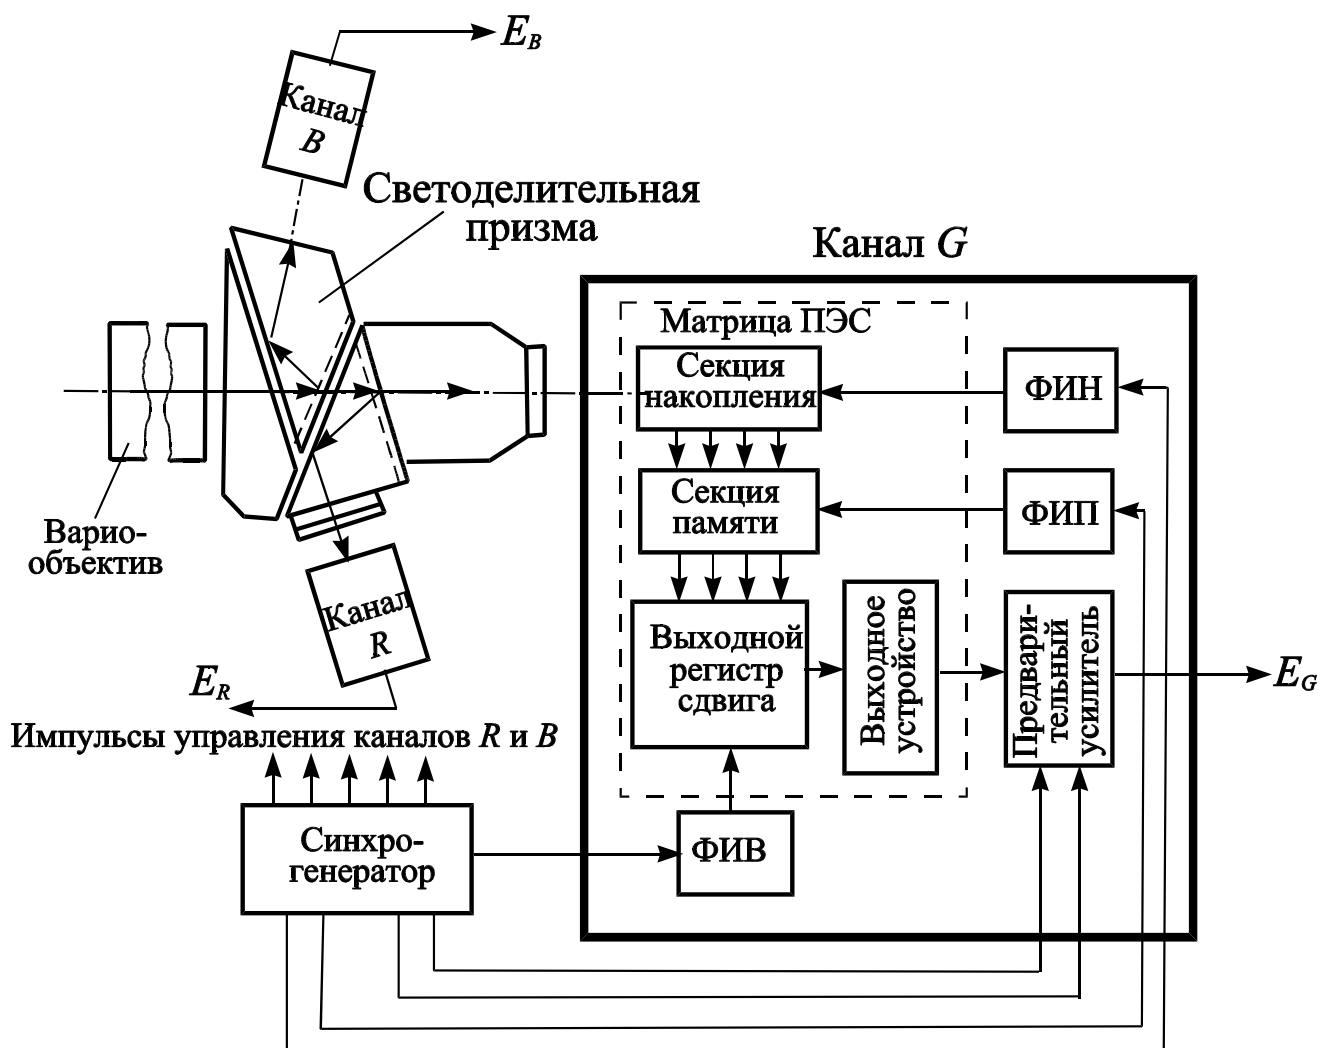 E_B
Канал
B
Светоделительная
призма
Канал G
Матрица ПЭС
Секция
накопления
ФИН
Секция
памяти
ФИП
Варио-
объектив
Канал
R
Выходной
регистр
сдвига
Выходное
устройство
Предвари-
тельный
усилитель
E_R
E_G
Импульсы управления каналов R и B
Синхро-
генератор
ФИВ